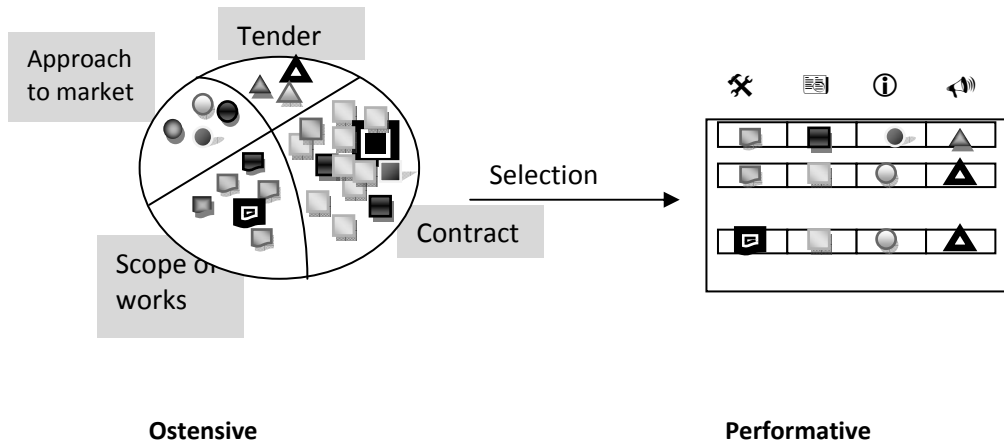 Tender
Approach
to market
Selection
Contract
Scope of
works
Ostensive
Performative